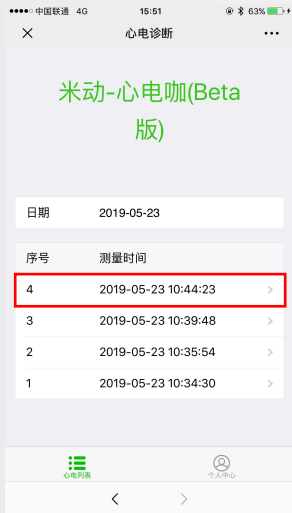 中国联通 4G 15:51 63%
心电诊断
米动-心电咖(Beta
版)
日期 2019-05-23
序号 测量时间
4 2019-05-23 10:44:23
3 2019-05-23 10:39:48
2 2019-05-23 10:35:54
1 2019-05-23 10:34:30
心电列表 个人中心